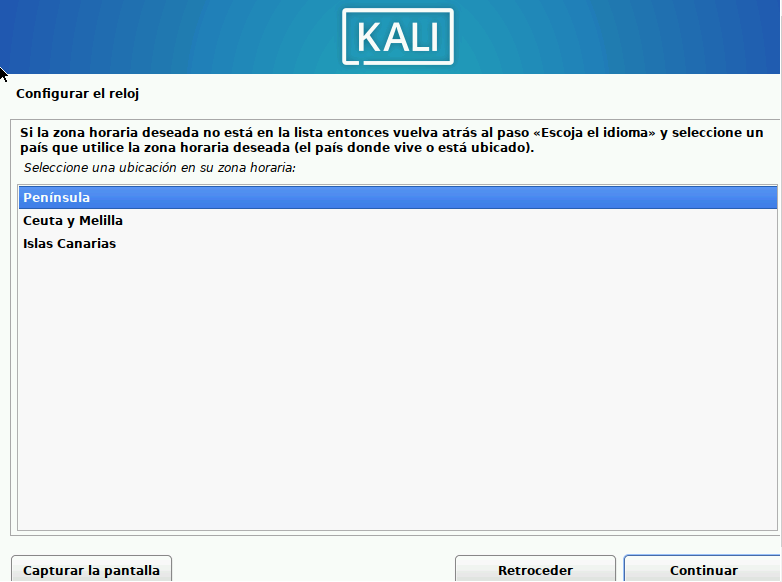 KALI
Configurar el reloj
Si la zona horaria deseada no está en la lista entonces vuelva atrás al paso «Escoja el idioma» y seleccione un
país que utilice la zona horaria deseada (el país donde vive o está ubicado).
Seleccione una ubicación en su zona horaria:
Península
Ceuta y Melilla
Islas Canarias
Capturar la pantalla
Retroceder
Continuar